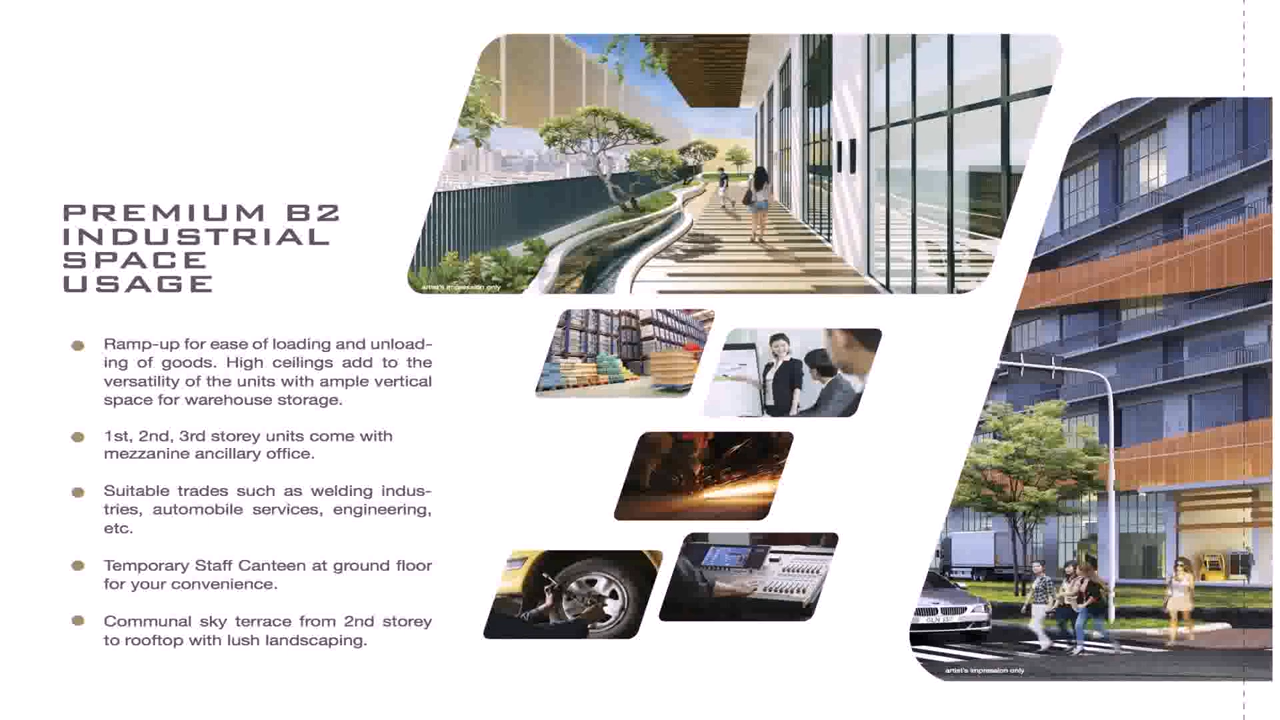 PREMIUM B2
INDUSTRIAL
SPACE
USAGE
Ramp-up for ease of loading and unload-
ing of goods. High ceilings add to the
versatility of the units with ample vertical
space for warehouse storage.
1st, 2nd, 3rd storey units come with
mezzanine ancillary office.
Suitable trades such as welding indus-
tries, automobile services, engineering,
etc.
Temporary Staff Canteen at ground floor
for your convenience.
Communal sky terrace from 2nd storey
to rooftop with lush landscaping.
artist's impression only
artist's impression only